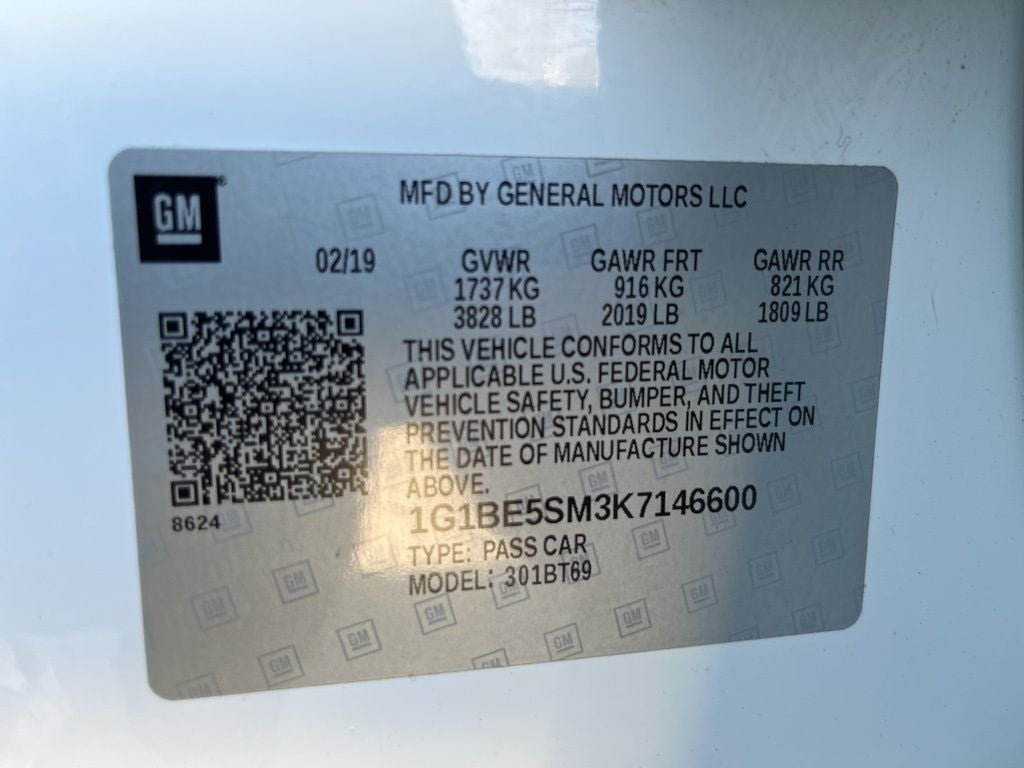 GM
MFD BY GENERAL MOTORS LLC
02/19 GVWR GAWR FRT GAWR RR
1737 KG 916 KG 821 KG
3828 LB 2019 LB 1809 LB
THIS VEHICLE CONFORMS TO ALL
APPLICABLE U.S. FEDERAL MOTOR
VEHICLE SAFETY, BUMPER, AND THEFT
PREVENTION STANDARDS IN EFFECT ON
THE DATE OF MANUFACTURE SHOWN
ABOVE.
8624
1G1BE5SM3K7146600
TYPE: PASS CAR
MODEL: 301BT69